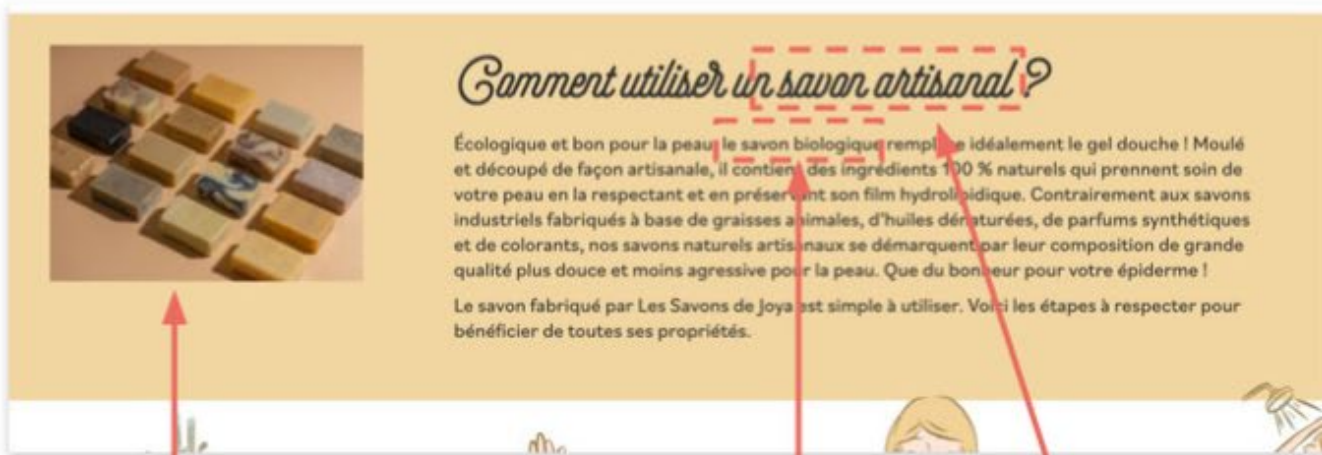 Comment utiliser un savon artisanal ?
Écologique et bon pour la peau, le savon biologique remplace idéalement le gel douche ! Moulé
et découpé de façon artisanale, il contient des ingrédients 100 % naturels qui prennent soin de
votre peau en la respectant et en préservant son film hydrolipidique. Contrairement aux savons
industriels fabriqués à base de graisses animales, d'huiles dénaturées, de parfums synthétiques
et de colorants, nos savons naturels artisanaux se démarquent par leur composition de grande
qualité plus douce et moins agressive pour la peau. Que du bonheur pour votre épiderme !
Le savon fabriqué par Les Savons de Joya est simple à utiliser. Voici les étapes à respecter pour
bénéficier de toutes ses propriétés.